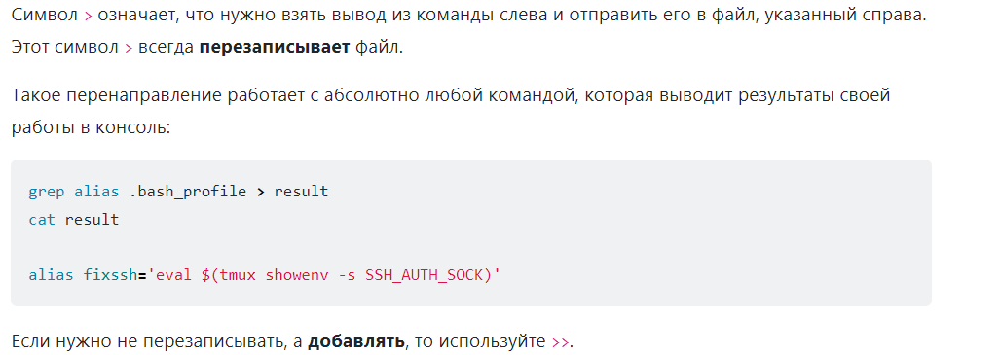 Символ > означает, что нужно взять вывод из команды слева и отправить его в файл, указанный справа.
Этот символ > всегда перезаписывает файл.
Такое перенаправление работает с абсолютно любой командой, которая выводит результаты своей
работы в консоль:
grep alias .bash_profile > result
cat result
alias fixssh='eval $(tmux showenv -s SSH_AUTH_SOCK)'
Если нужно не перезаписывать, а добавлять, то используйте >>.